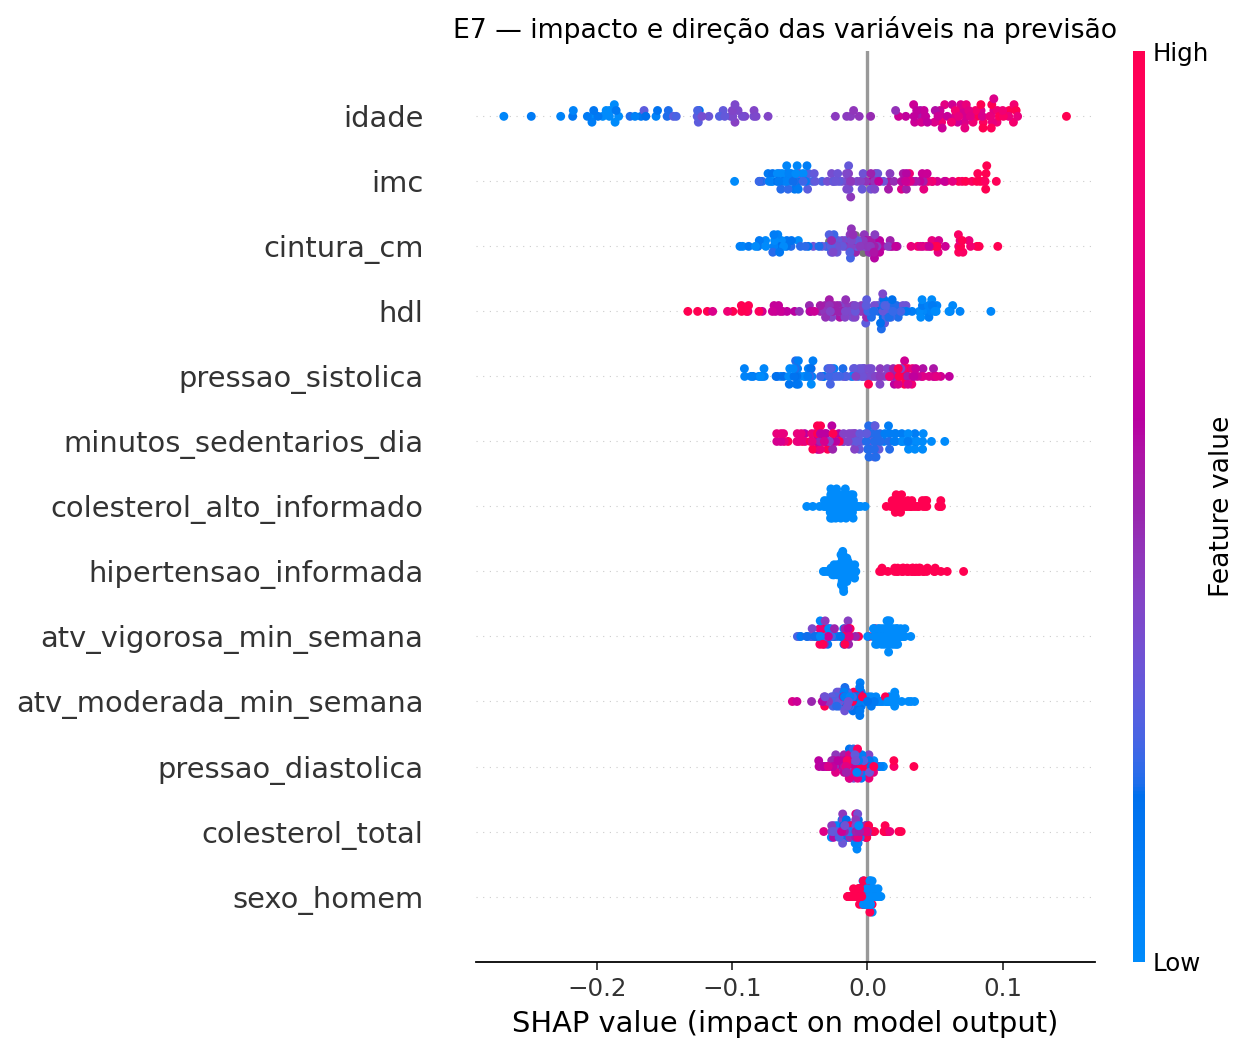 E7 — impacto e direção das variáveis na previsão
High
idade
imc
cintura_cm
hdl
pressao_sistolica
minutos_sedentarios_dia
colesterol_alto_informado
hipertensao_informada
atv_vigorosa_min_semana
atv_moderada_min_semana
pressao_diastolica
colesterol_total
sexo_homem
Feature value
Low
−0.2 −0.1 0.0 0.1
SHAP value (impact on model output)